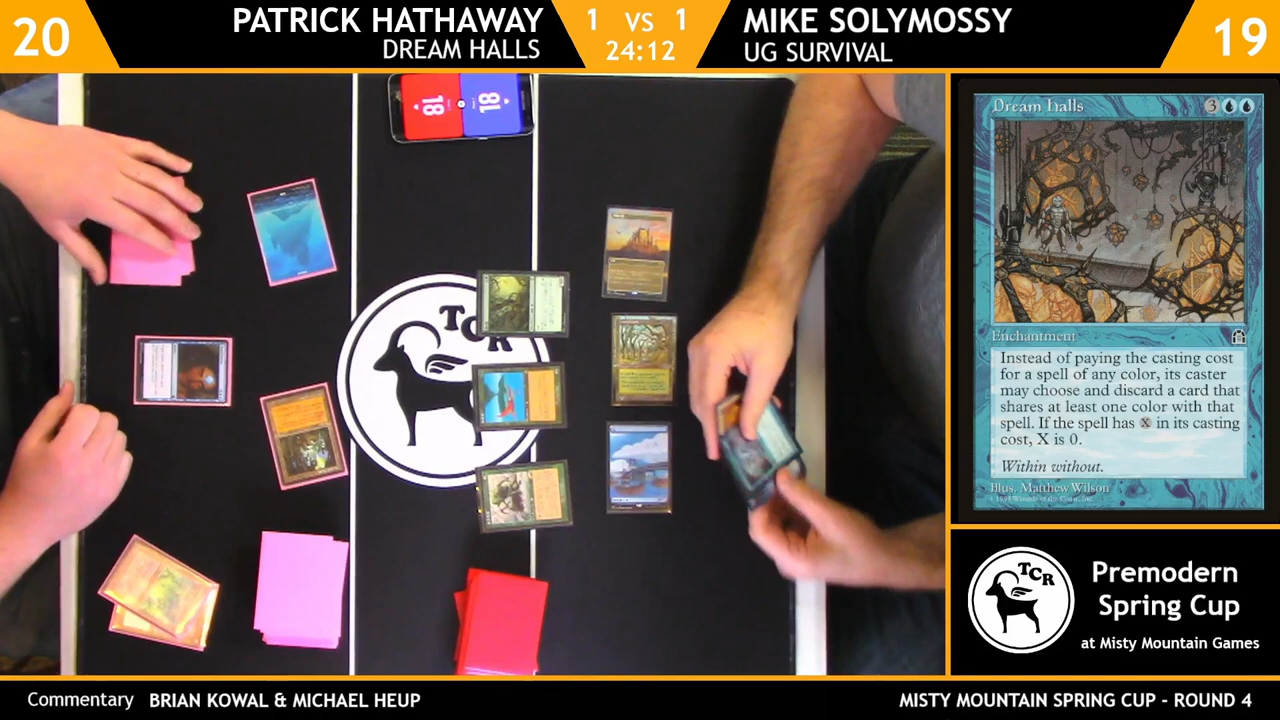 20
PATRICK HATHAWAY
DREAM HALLS
1 VS 1
24:12
MIKE SOLYMOSSY
UG SURVIVAL
19
18
18
TCR
Dream Halls
3
Enchantment
Instead of paying the casting cost
for a spell of any color, its caster
may choose and discard a card that
shares at least one color with that
spell. If the spell has X in its casting
cost, X is 0.
Within without.
Illus. Matthew Wilson
TCR
Premodern
Spring Cup
at Misty Mountain Games
Commentary BRIAN KOWAL & MICHAEL HEUP
MISTY MOUNTAIN SPRING CUP - ROUND 4